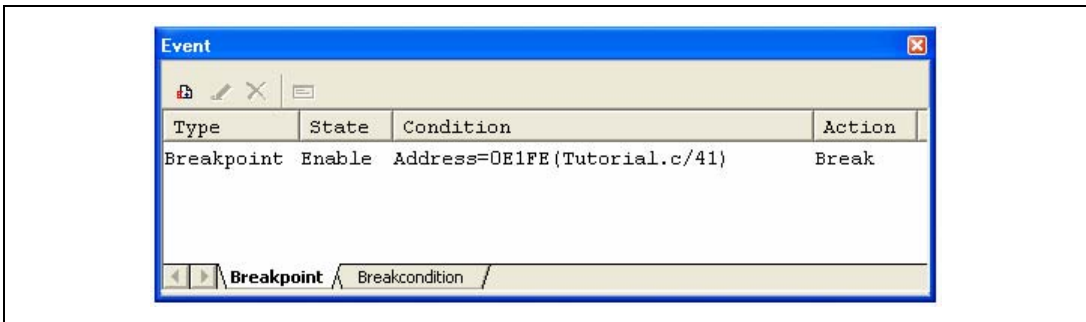 Event
Type State Condition Action
Breakpoint Enable Address=0E1FE(Tutorial.c/41) Break
Breakpoint Breakcondition